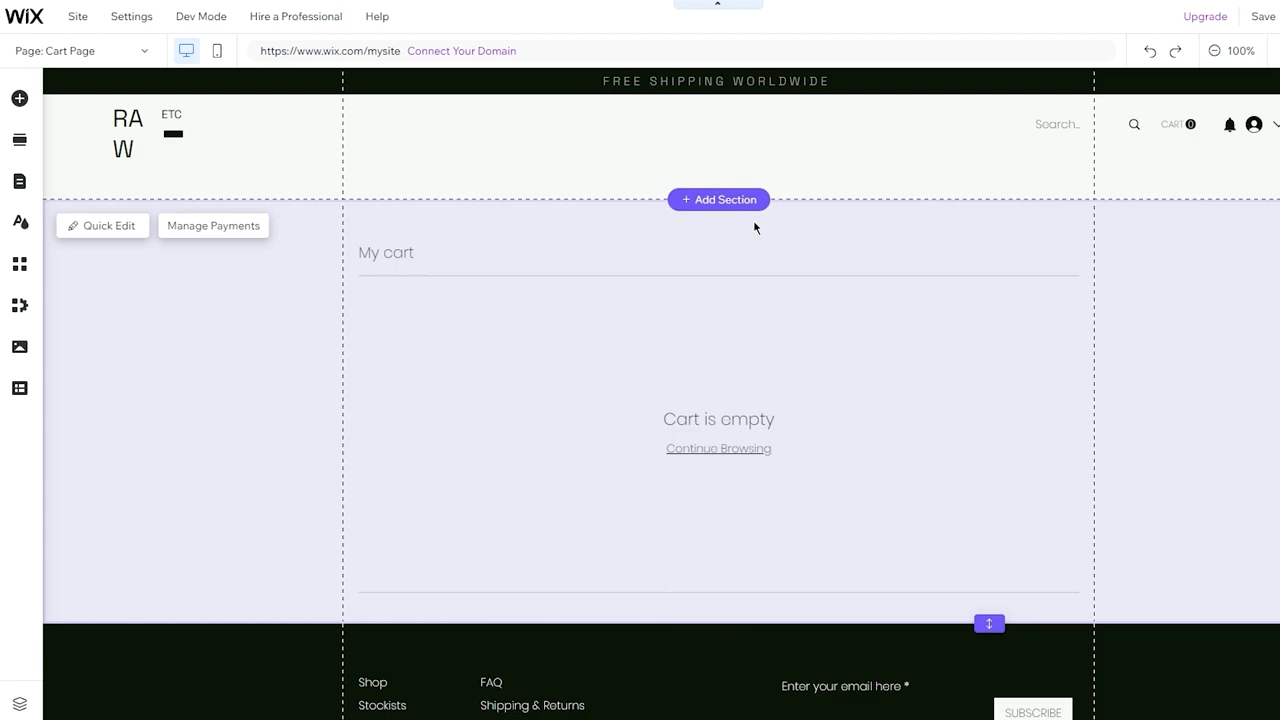 WiX Site Settings Dev Mode Hire a Professional Help Upgrade Save
Page: Cart Page https://www.wix.com/mysite Connect Your Domain 100%
FREE SHIPPING WORLDWIDE
RA
W
ETC
Search...
CART 0
+ Add Section
Quick Edit Manage Payments
My cart
Cart is empty
Continue Browsing
Shop FAQ Enter your email here *
Stockists Shipping & Returns
SUBSCRIBE